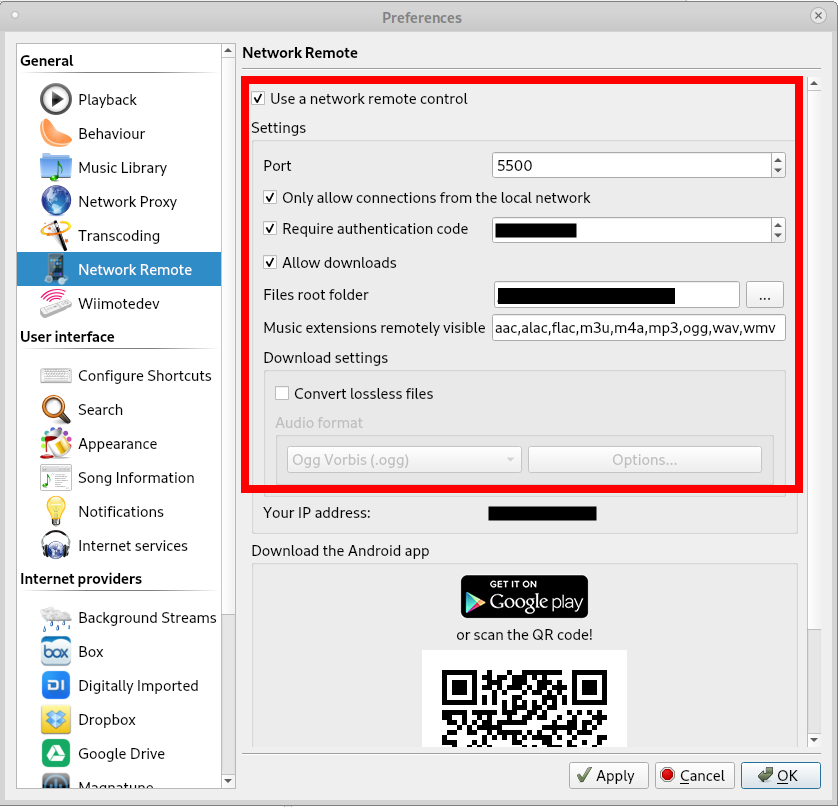 Preferences
General
Playback
Behaviour
Music Library
Network Proxy
Transcoding
Network Remote
Wiimotedev
User interface
Configure Shortcuts
Search
Appearance
Song Information
Notifications
Internet services
Internet providers
Background Streams
box
Box
DI
Digitally Imported
Dropbox
Google Drive
Magnatune
Network Remote
Use a network remote control
Settings
Port 5500
Only allow connections from the local network
Require authentication code
Allow downloads
Files root folder ...
Music extensions remotely visible aac,alac,flac,m3u,m4a,mp3,ogg,wav,wmv
Download settings
Convert lossless files
Audio format
Ogg Vorbis (.ogg) Options...
Your IP address:
Download the Android app
GET IT ON
Google play
or scan the QR code!
Apply Cancel OK